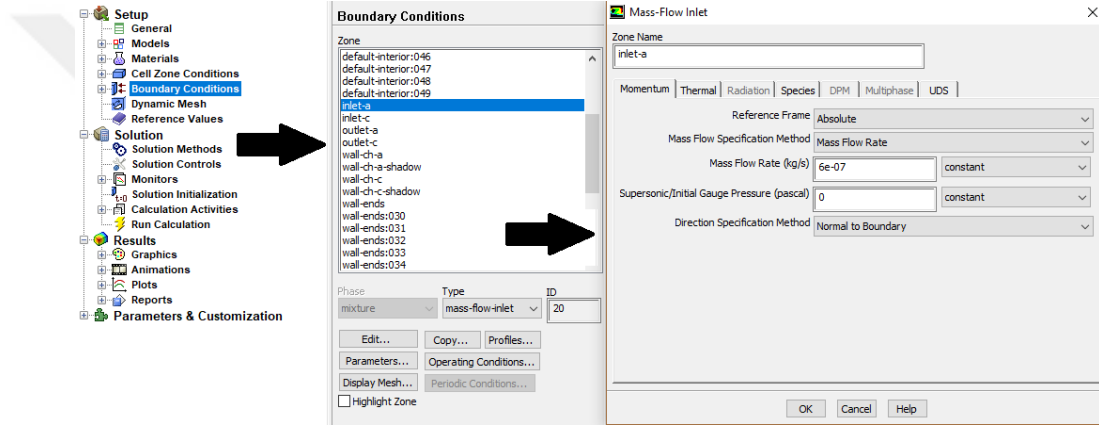 Setup
General
Models
Materials
Cell Zone Conditions
Boundary Conditions
Dynamic Mesh
Reference Values
Solution
Solution Methods
Solution Controls
Monitors
t=0 Solution Initialization
Calculation Activities
Run Calculation
Results
Graphics
Animations
Plots
Reports
Parameters & Customization
Boundary Conditions
Zone
default-interior:046
default-interior:047
default-interior:048
default-interior:049
inlet-a
inlet-c
outlet-a
outlet-c
wall-ch-a
wall-ch-a-shadow
wall-ch-c
wall-ch-c-shadow
wall-ends
wall-ends:030
wall-ends:031
wall-ends:032
wall-ends:033
wall-ends:034
Phase Type ID
mixture mass-flow-inlet 20
Edit... Copy... Profiles...
Parameters... Operating Conditions...
Display Mesh... Periodic Conditions...
Highlight Zone
Mass-Flow Inlet
Zone Name
inlet-a
Momentum Thermal Radiation Species DPM Multiphase UDS
Reference Frame Absolute
Mass Flow Specification Method Mass Flow Rate
Mass Flow Rate (kg/s) 6e-07 constant
Supersonic/Initial Gauge Pressure (pascal) 0 constant
Direction Specification Method Normal to Boundary
OK Cancel Help